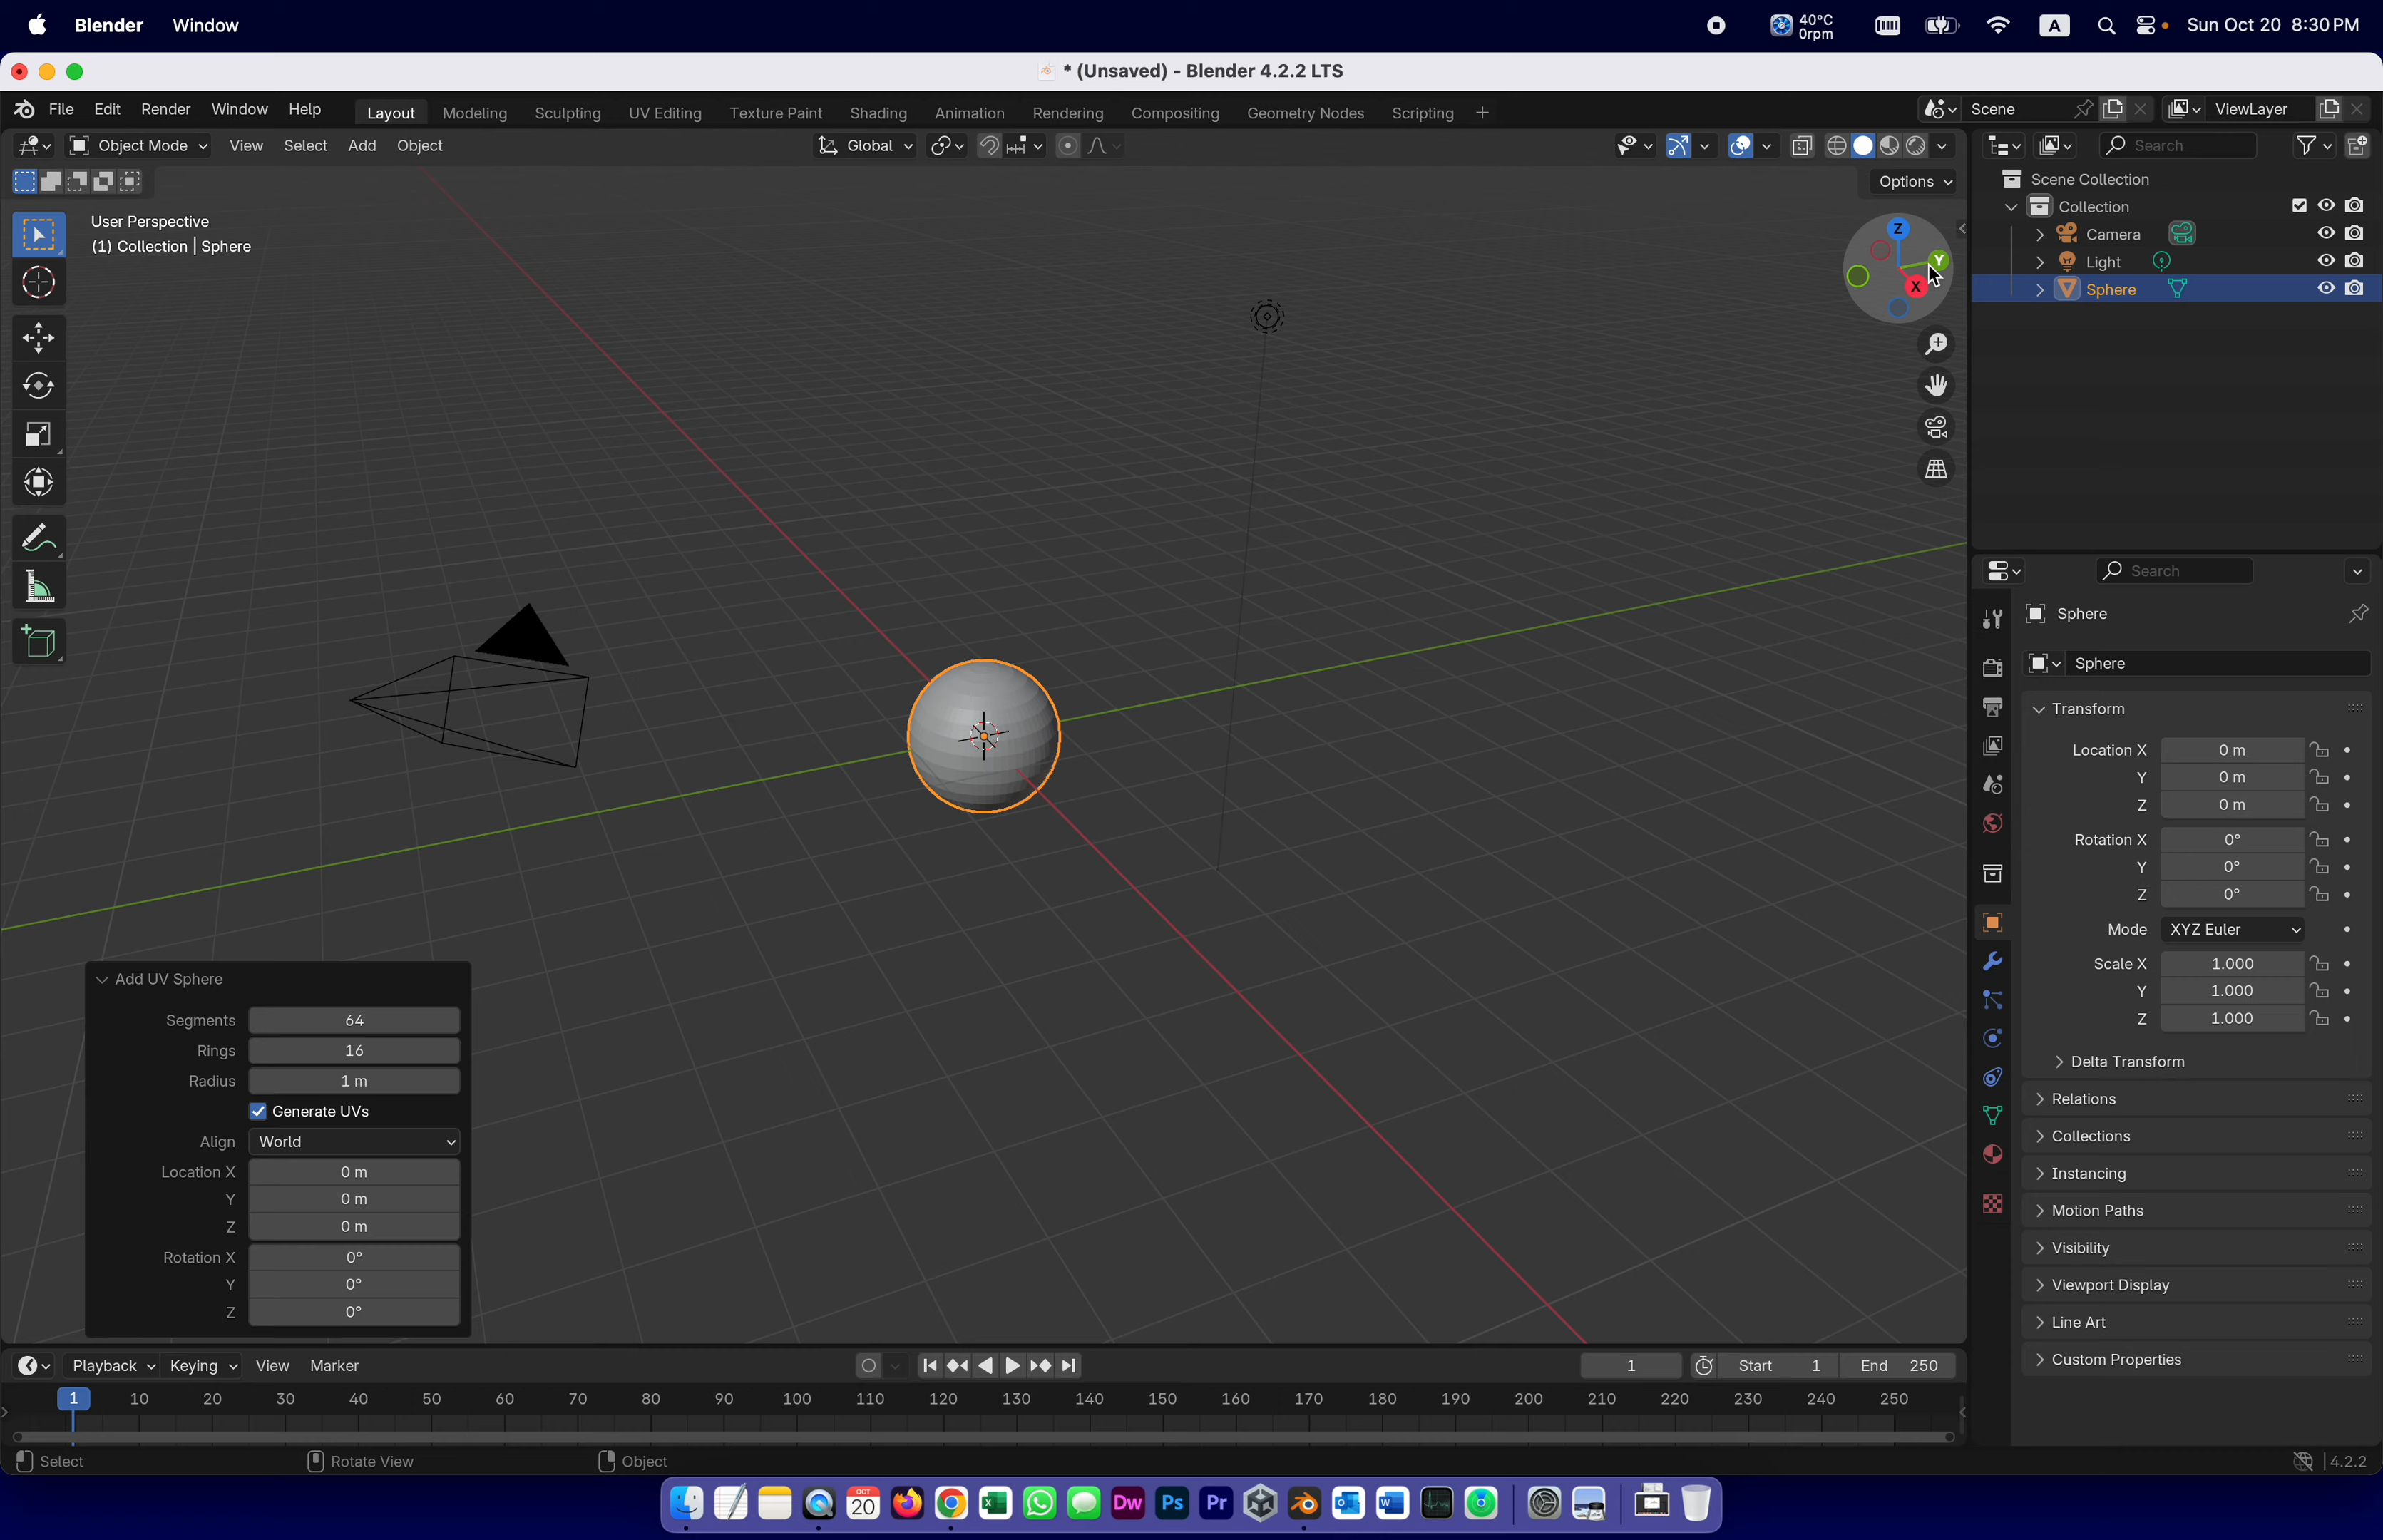 Blender Window
40°C
0rpm
A
Sun Oct 20 8:30 PM
* (Unsaved) - Blender 4.2.2 LTS
File Edit Render Window Help
Layout Modeling Sculpting UV Editing Texture Paint Shading Animation Rendering Compositing Geometry Nodes Scripting +
Scene
ViewLayer
Object Mode View Select Add Object
Global
Search
Options
User Perspective
(1) Collection | Sphere
Z
Y
X
Scene Collection
Collection
Camera
Light
Sphere
Search
Sphere
Sphere
Transform
Location X 0 m
Y 0 m
Z 0 m
Rotation X 0°
Y 0°
Z 0°
Mode XYZ Euler
Scale X 1.000
Y 1.000
Z 1.000
Delta Transform
Relations
Collections
Instancing
Motion Paths
Visibility
Viewport Display
Line Art
Custom Properties
Add UV Sphere
Segments 64
Rings 16
Radius 1 m
Generate UVs
Align World
Location X 0 m
Y 0 m
Z 0 m
Rotation X 0°
Y 0°
Z 0°
Playback Keying View Marker
1 Start 1 End 250
1 10 20 30 40 50 60 70 80 90 100 110 120 130 140 150 160 170 180 190 200 210 220 230 240 250
Select Rotate View Object
4.2.2
OCT
20
Dw
Ps
Pr